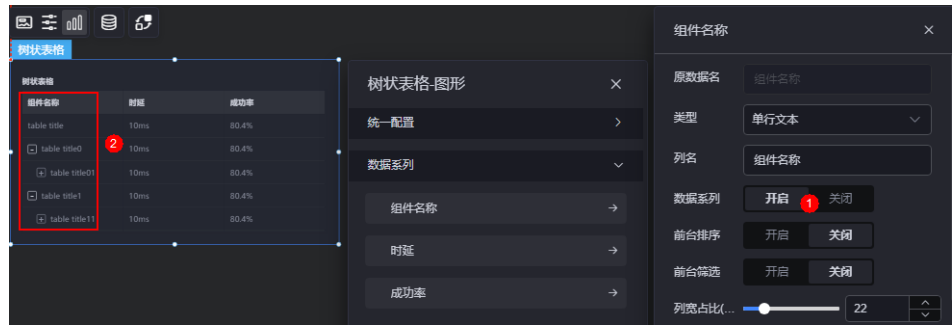 树状表格
树状表格
组件名称 时延 成功率
table title 10ms 80.4%
table title0 10ms 80.4%
table title01 10ms 80.4%
table title1 10ms 80.4%
table title11 10ms 80.4%
2
树状表格-图形
统一配置
数据系列
组件名称
时延
成功率
组件名称
原数据名 组件名称
类型 单行文本
列名 组件名称
数据系列 开启 1 关闭
前台排序 开启 关闭
前台筛选 开启 关闭
列宽占比(... 22